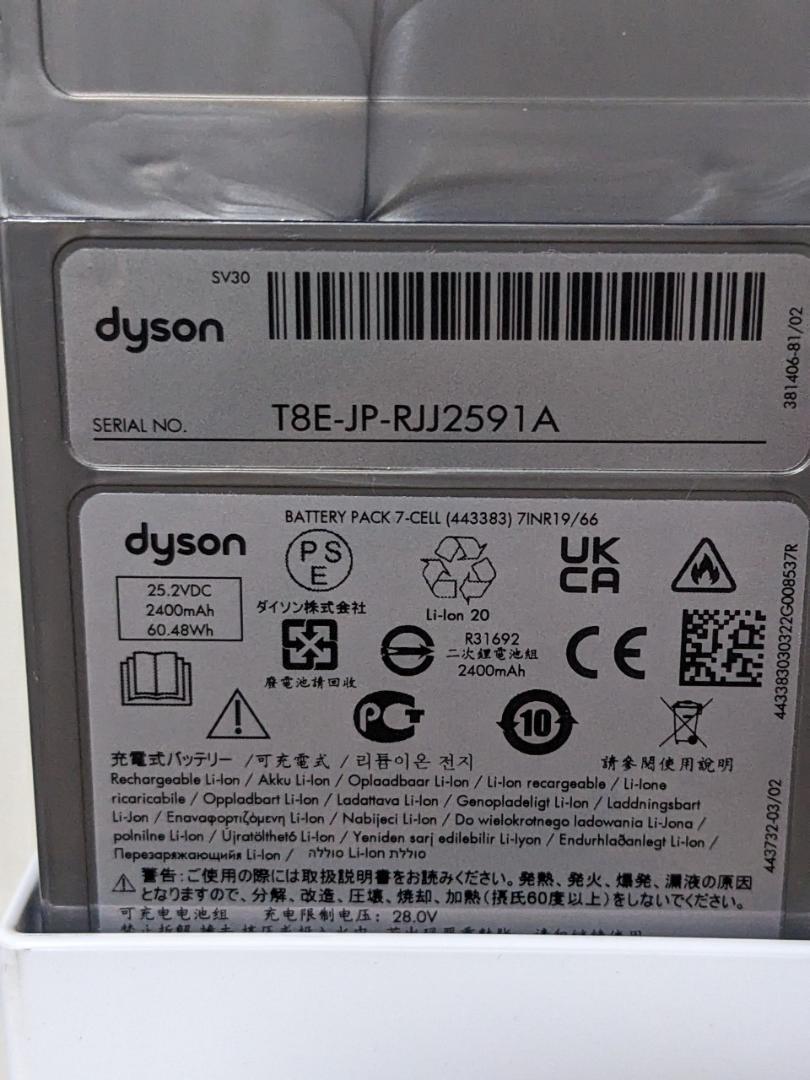 SV30
dyson
381406-81/02
SERIAL NO. T8E-JP-RJJ2591A
BATTERY PACK 7-CELL (443383) 7INR19/66
dyson
25.2VDC
2400mAh
60.48Wh
PSE
ダイソン株式会社
Li-Ion 20
UK
CA
廢電池請回收
R31692
二次鋰電池組
2400mAh
CE
443383030322G008537R
PCT
10
充電式バッテリー /可充電式 / 리튬이온 전지
請參閱使用說明
Rechargeable Li-Ion / Akku Li-Ion / Oplaadbaar Li-Ion / Li-Ion recargeable / Li-Ione
ricaricabile / Oppladbart Li-Ion / Ladattava Li-Ion / Genopladeligt Li-Ion / Laddningsbart
Li-Jon / Επαναφορτιζόμενη Li-Ion / Nabíjecí Li-Ion / Do wielokrotnego ladowania Li-Jona /
polnilne Li-Ion / Újratölthető Li-Ion / Yeniden sarj edilebilir Li-Iyon / Endurhlaðanlegt Li-Ion /
Перезаряжающийя Li-Ion / סוללת Li-Ion סוללה
443732-03/02
警告:ご使用の際には取扱説明書をお読みください。発熱、発火、爆発、漏液の原因
となりますので、分解、改造、圧壊、焼却、加熱(摂氏60度以上)をしないでください。
可充电电池组 充电限制电压: 28.0V